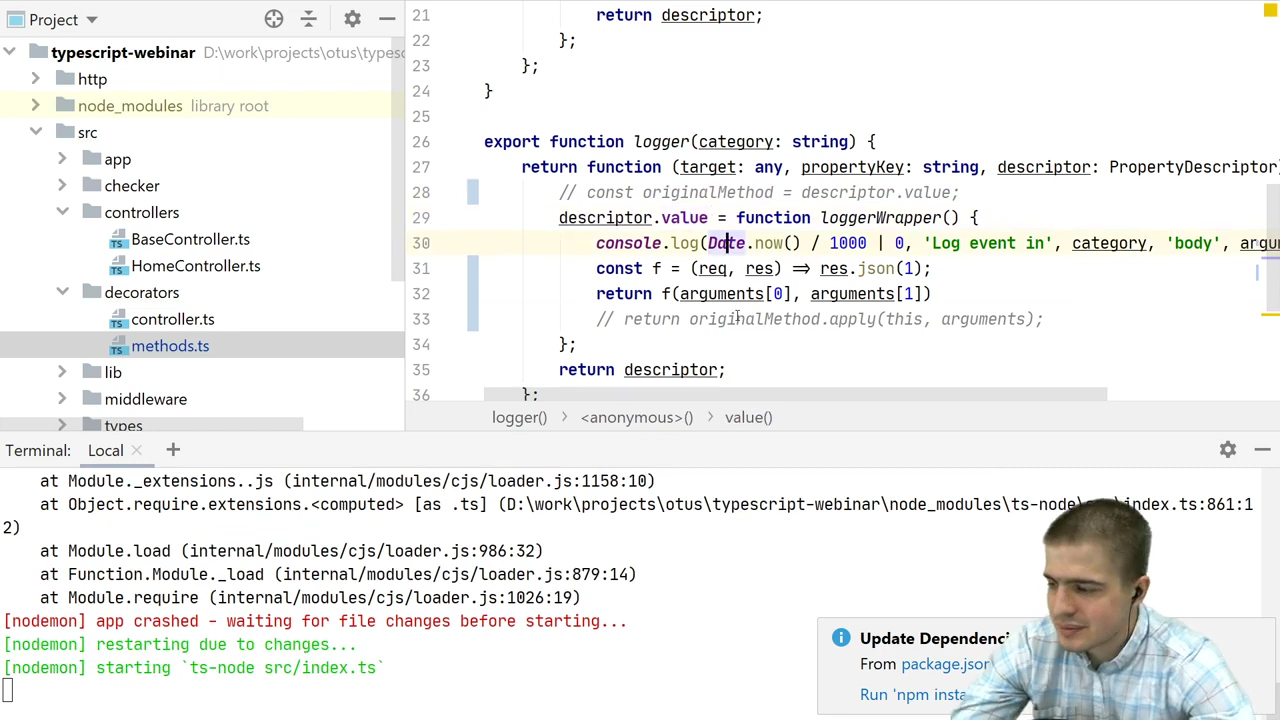 Project
typescript-webinar D:\work\projects\otus\typesc
http
node_modules library root
src
app
checker
controllers
BaseController.ts
HomeController.ts
decorators
controller.ts
methods.ts
lib
middleware
types
21 return descriptor;
22 };
23 };
24 }
25
26 export function logger(category: string) {
27 return function (target: any, propertyKey: string, descriptor: PropertyDescriptor)
28 // const originalMethod = descriptor.value;
29 descriptor.value = function loggerWrapper() {
30 console.log(Date.now() / 1000 | 0, 'Log event in', category, 'body', argum
31 const f = (req, res) => res.json(1);
32 return f(arguments[0], arguments[1])
33 // return originalMethod.apply(this, arguments);
34 };
35 return descriptor;
36 };
logger() > <anonymous>() > value()
Terminal: Local × +
at Module._extensions..js (internal/modules/cjs/loader.js:1158:10)
at Object.require.extensions.<computed> [as .ts] (D:\work\projects\otus\typescript-webinar\node_modules\ts-node\src\index.ts:861:1
2)
at Module.load (internal/modules/cjs/loader.js:986:32)
at Function.Module._load (internal/modules/cjs/loader.js:879:14)
at Module.require (internal/modules/cjs/loader.js:1026:19)
[nodemon] app crashed - waiting for file changes before starting...
[nodemon] restarting due to changes...
[nodemon] starting `ts-node src/index.ts`
Update Dependenci
From package.json
Run 'npm insta